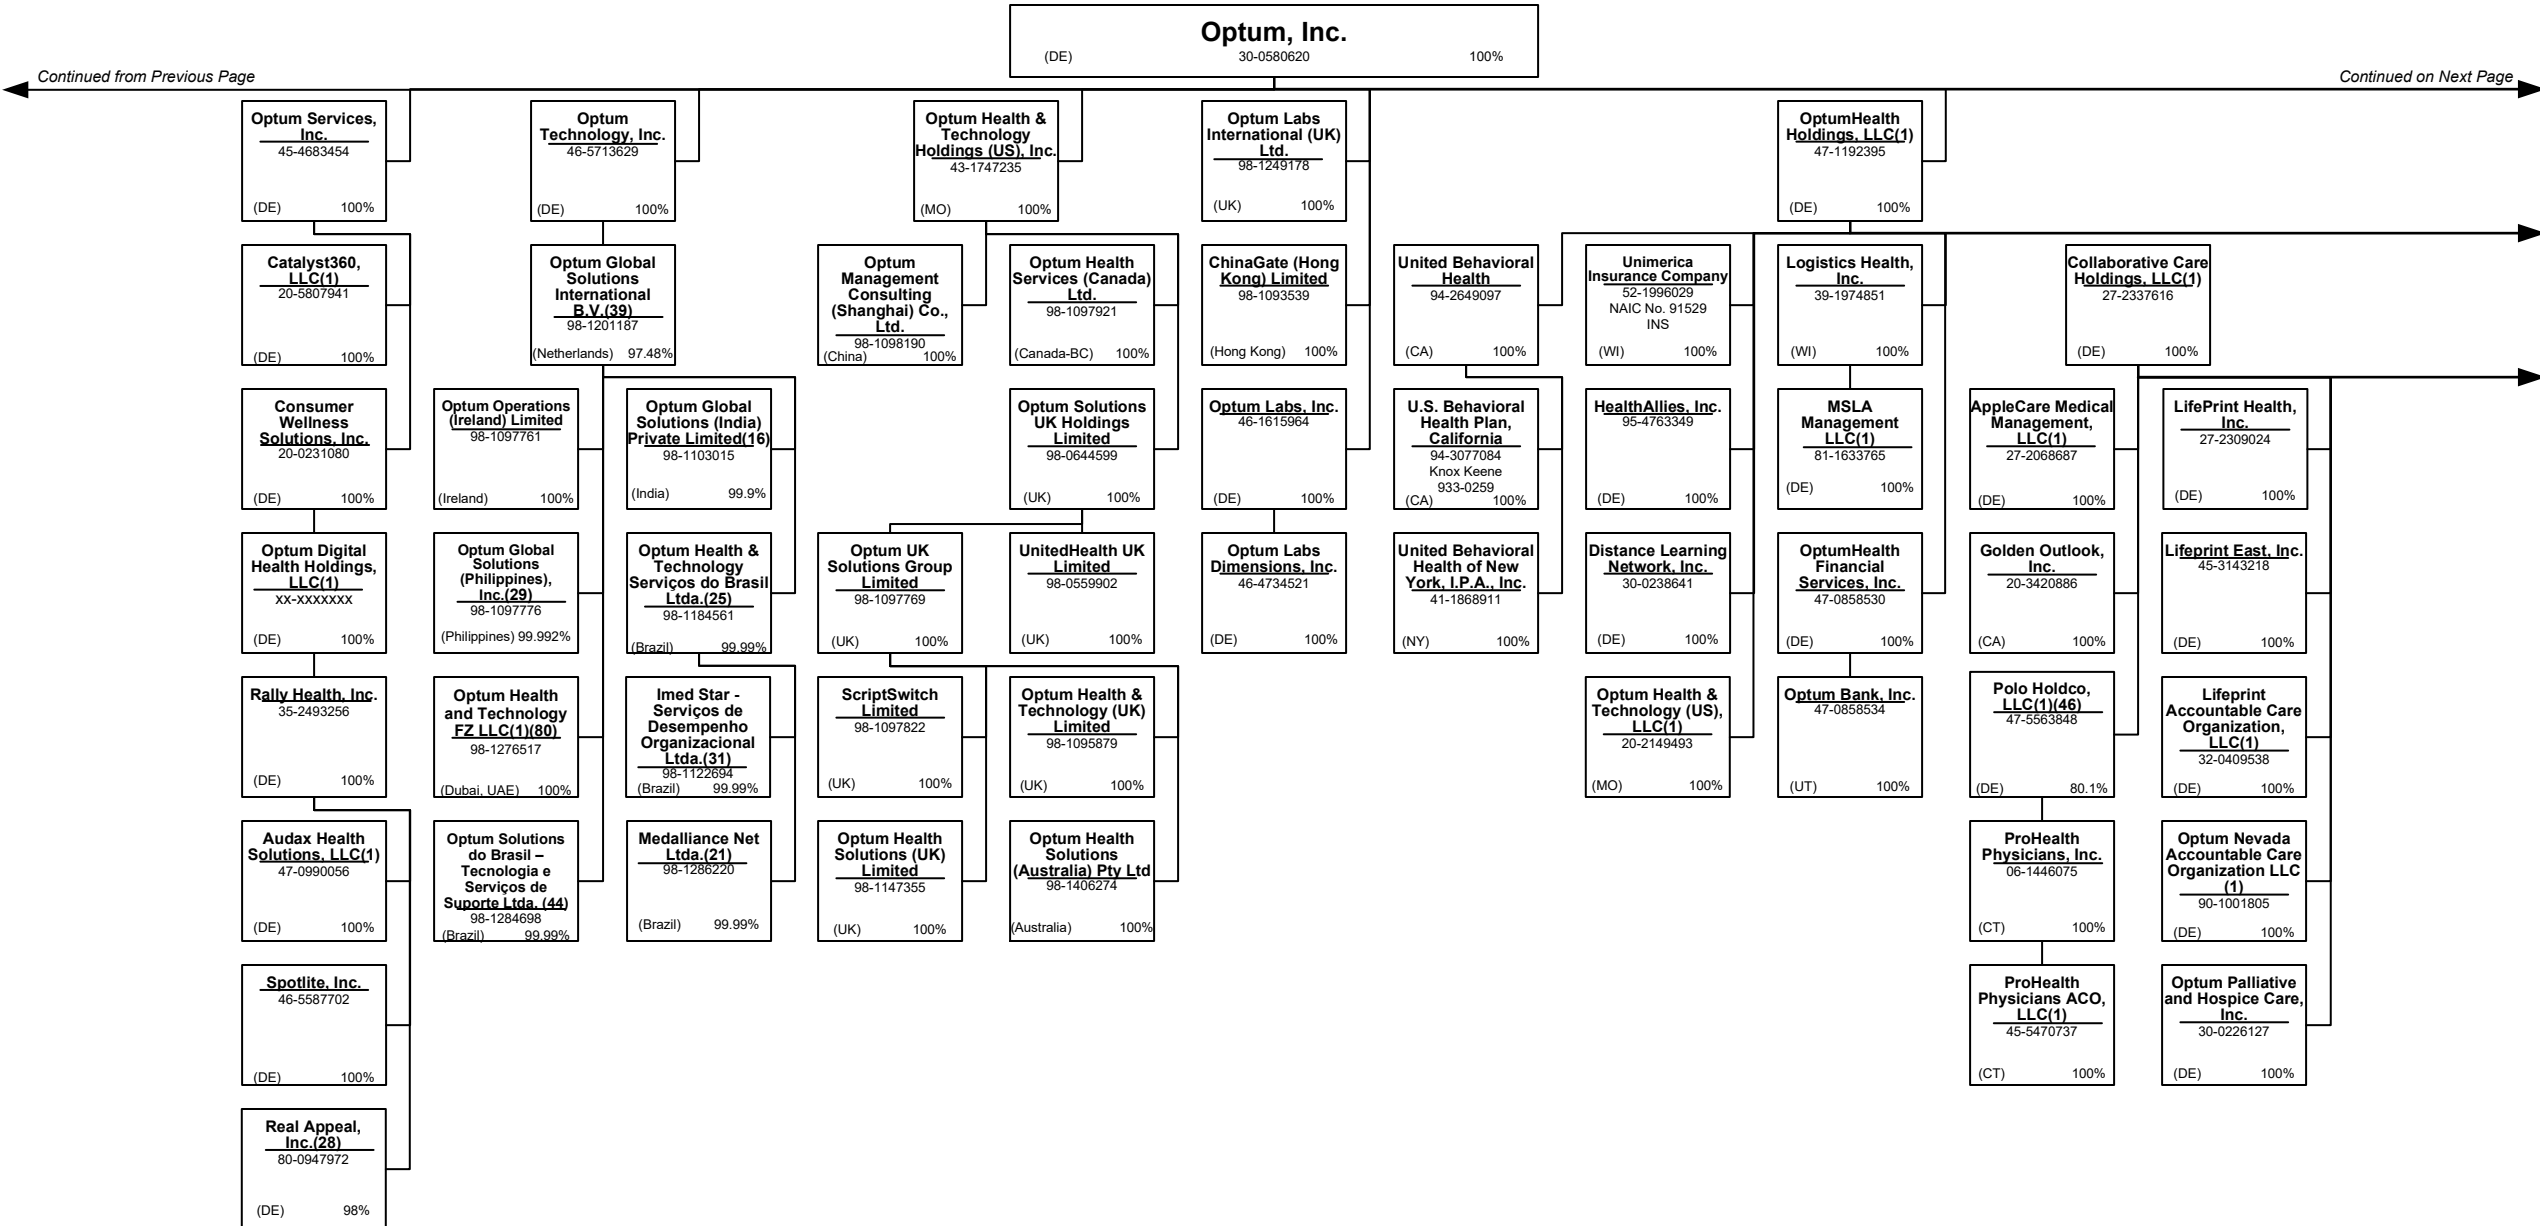 Optum, Inc.
(DE) 30-0580620 100%
Continued from Previous Page
Continued on Next Page
Optum Services,
Inc.
45-4683454
(DE) 100%
Optum
Technology, Inc.
46-5713629
(DE) 100%
Optum Health &
Technology
Holdings (US), Inc.
43-1747235
(MO) 100%
Optum Labs
International (UK)
Ltd.
98-1249178
(UK) 100%
OptumHealth
Holdings, LLC(1)
47-1192395
(DE) 100%
Catalyst360,
LLC(1)
20-5807941
(DE) 100%
Optum Global
Solutions
International
B.V.(39)
98-1201187
(Netherlands) 97.48%
Optum
Management
Consulting
(Shanghai) Co.,
Ltd.
98-1098190
(China) 100%
Optum Health
Services (Canada)
Ltd.
98-1097921
(Canada-BC) 100%
ChinaGate (Hong
Kong) Limited
98-1093539
(Hong Kong) 100%
United Behavioral
Health
94-2649097
(CA) 100%
Unimerica
Insurance Company
52-1996029
NAIC No. 91529
INS
(WI) 100%
Logistics Health,
Inc.
39-1974851
(WI) 100%
Collaborative Care
Holdings, LLC(1)
27-2337616
(DE) 100%
Consumer
Wellness
Solutions, Inc.
20-0231080
(DE) 100%
Optum Operations
(Ireland) Limited
98-1097761
(Ireland) 100%
Optum Global
Solutions (India)
Private Limited(16)
98-1103015
(India) 99.9%
Optum Solutions
UK Holdings
Limited
98-0644599
(UK) 100%
Optum Labs, Inc.
46-1615964
(DE) 100%
U.S. Behavioral
Health Plan,
California
94-3077084
Knox Keene
933-0259
(CA) 100%
HealthAllies, Inc.
95-4763349
(DE) 100%
MSLA
Management
LLC(1)
81-1633765
(DE) 100%
AppleCare Medical
Management,
LLC(1)
27-2068687
(DE) 100%
LifePrint Health,
Inc.
27-2309024
(DE) 100%
Optum Digital
Health Holdings,
LLC(1)
xx-xxxxxxx
(DE) 100%
Optum Global
Solutions
(Philippines),
Inc.(29)
98-1097776
(Philippines) 99.992%
Optum Health &
Technology
Serviços do Brasil
Ltda.(25)
98-1184561
(Brazil) 99.99%
Optum UK
Solutions Group
Limited
98-1097769
(UK) 100%
UnitedHealth UK
Limited
98-0559902
(UK) 100%
Optum Labs
Dimensions, Inc.
46-4734521
(DE) 100%
United Behavioral
Health of New
York, I.P.A., Inc.
41-1868911
(NY) 100%
Distance Learning
Network, Inc.
30-0238641
(DE) 100%
OptumHealth
Financial
Services, Inc.
47-0858530
(DE) 100%
Golden Outlook,
Inc.
20-3420886
(CA) 100%
Lifeprint East, Inc.
45-3143218
(DE) 100%
Rally Health, Inc.
35-2493256
(DE) 100%
Optum Health
and Technology
FZ LLC(1)(80)
98-1276517
(Dubai, UAE) 100%
Imed Star -
Serviços de
Desempenho
Organizacional
Ltda.(31)
98-1122694
(Brazil) 99.99%
ScriptSwitch
Limited
98-1097822
(UK) 100%
Optum Health &
Technology (UK)
Limited
98-1095879
(UK) 100%
Optum Health &
Technology (US),
LLC(1)
20-2149493
(MO) 100%
Optum Bank, Inc.
47-0858534
(UT) 100%
Polo Holdco,
LLC(1)(46)
47-5563848
(DE) 80.1%
Lifeprint
Accountable Care
Organization,
LLC(1)
32-0409538
(DE) 100%
Audax Health
Solutions, LLC(1)
47-0990056
(DE) 100%
Optum Solutions
do Brasil –
Tecnologia e
Serviços de
Suporte Ltda. (44)
98-1284698
(Brazil) 99.99%
Medalliance Net
Ltda.(21)
98-1286220
(Brazil) 99.99%
Optum Health
Solutions (UK)
Limited
98-1147355
(UK) 100%
Optum Health
Solutions
(Australia) Pty Ltd
98-1406274
(Australia) 100%
ProHealth
Physicians, Inc.
06-1446075
(CT) 100%
Optum Nevada
Accountable Care
Organization LLC
(1)
90-1001805
(DE) 100%
Spotlite, Inc.
46-5587702
(DE) 100%
ProHealth
Physicians ACO,
LLC(1)
45-5470737
(CT) 100%
Optum Palliative
and Hospice Care,
Inc.
30-0226127
(DE) 100%
Real Appeal,
Inc.(28)
80-0947972
(DE) 98%